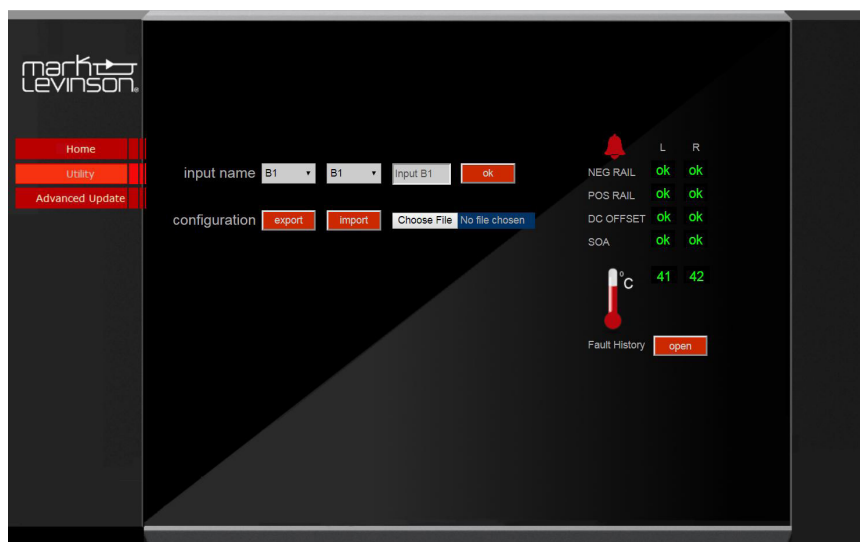 mark
Levinson®
Home
Utility
Advanced Update
input name B1 B1 Input B1 ok
configuration export import Choose File No file chosen
L R
NEG RAIL ok ok
POS RAIL ok ok
DC OFFSET ok ok
SOA ok ok
°C 41 42
Fault History open